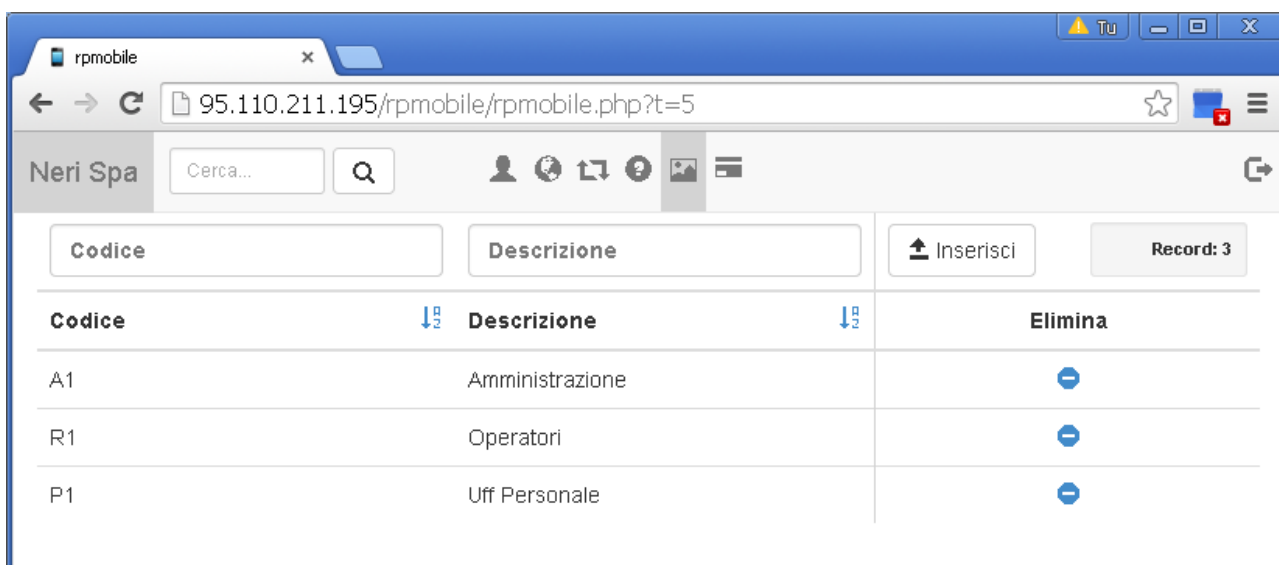 Tu
rpmobile
95.110.211.195/rpmobile/rpmobile.php?t=5
Neri Spa Cerca...
Codice Descrizione Inserisci Record: 3
Codice Descrizione Elimina
A1 Amministrazione
R1 Operatori
P1 Uff Personale